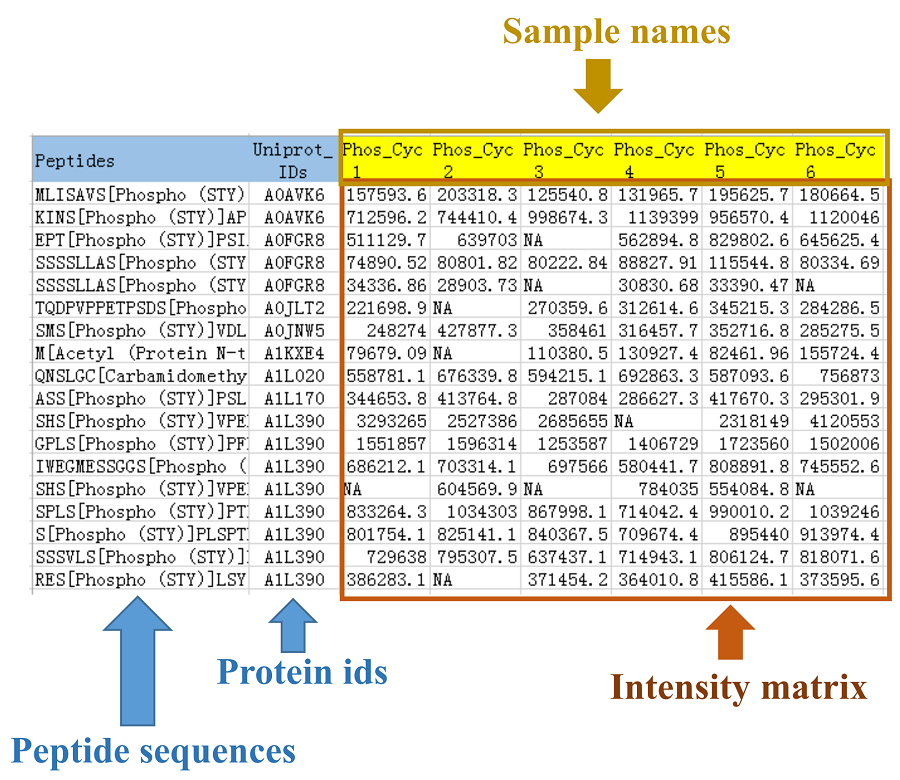 Sample names
Peptides Uniprot_IDs Phos_Cyc1 Phos_Cyc2 Phos_Cyc3 Phos_Cyc4 Phos_Cyc5 Phos_Cyc6
MLISAVS[Phospho (STY) A0AVK6 157593.6 203318.3 125540.8 131965.7 195625.7 180664.5
KINS[Phospho (STY)]AP A0AVK6 712596.2 744410.4 998674.3 1139399 956570.4 1120046
EPT[Phospho (STY)]PSI A0FGR8 511129.7 639703 NA 562894.8 829802.6 645625.4
SSSSLLAS[Phospho (STY A0FGR8 74890.52 80801.82 80222.84 88827.91 115544.8 80334.69
SSSSLLAS[Phospho (STY A0FGR8 34336.86 28903.73 NA 30830.68 33390.47 NA
TQDPVPPETPSDS[Phospho A0JLT2 221698.9 NA 270359.6 312614.6 345215.3 284286.5
SMS[Phospho (STY)]VDL A0JNW5 248274 427877.3 358461 316457.7 352716.8 285275.5
M[Acetyl (Protein N-t A1KXE4 79679.09 NA 110380.5 130927.4 82461.96 155724.4
QNSLGC[Carbamidomethy A1L020 558781.1 676339.8 594215.1 692863.3 587093.6 756873
ASS[Phospho (STY)]PSL A1L170 344653.8 413764.8 287084 286627.3 417670.3 295301.9
SHS[Phospho (STY)]VPE A1L390 3293265 2527386 2685655 NA 2318149 4120553
GPLS[Phospho (STY)]PF A1L390 1551857 1596314 1253587 1406729 1723560 1502006
IWEGMESSGGS[Phospho ( A1L390 686212.1 703314.1 697566 580441.7 808891.8 745552.6
SHS[Phospho (STY)]VPE A1L390 NA 604569.9 NA 784035 554084.8 NA
SPLS[Phospho (STY)]PT A1L390 833264.3 1034303 867998.1 714042.4 990010.2 1039246
S[Phospho (STY)]PLSPT A1L390 801754.1 825141.1 840367.5 709674.4 895440 913974.4
SSSVLS[Phospho (STY)] A1L390 729638 795307.5 637437.1 714943.1 806124.7 818071.6
RES[Phospho (STY)]LSY A1L390 386283.1 NA 371454.2 364010.8 415586.1 373595.6
Protein ids
Intensity matrix
Peptide sequences